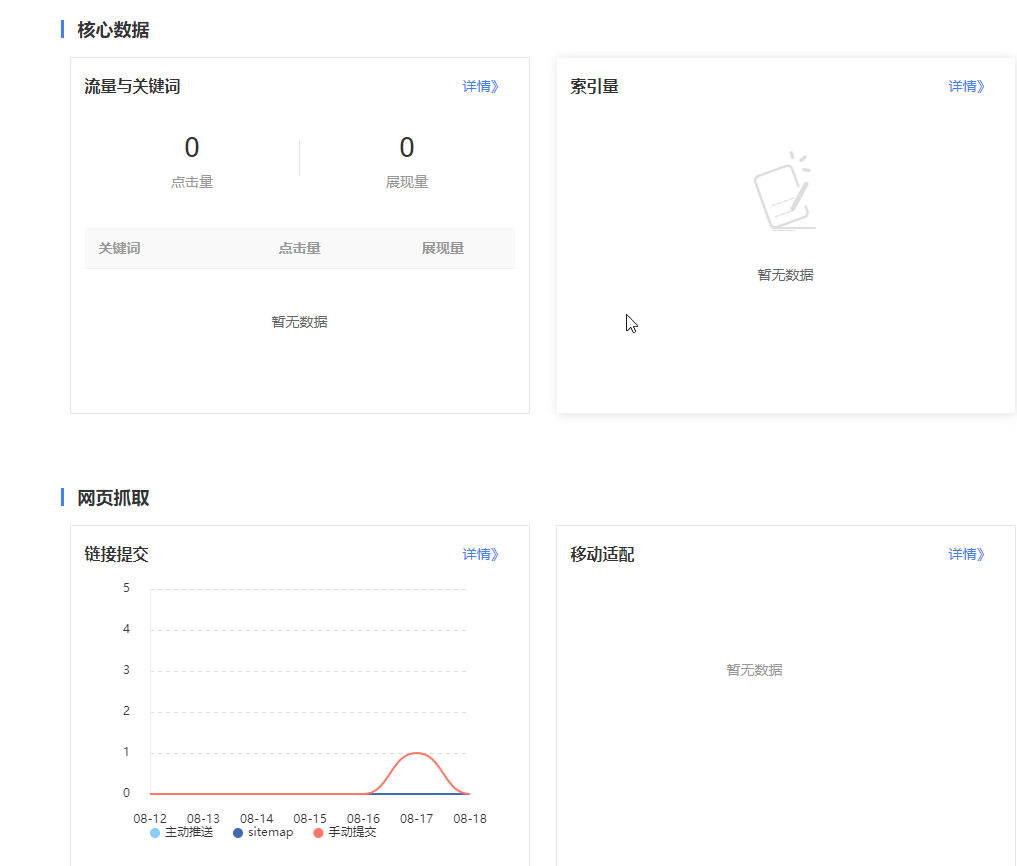 核心数据
流量与关键词 详情》
0 0
点击量 展现量
关键词 点击量 展现量
暂无数据
索引量 详情》
暂无数据
网页抓取
链接提交 详情》
5
4
3
2
1
0
08-12 08-13 08-14 08-15 08-16 08-17 08-18
主动推送 sitemap 手动提交
移动适配 详情》
暂无数据